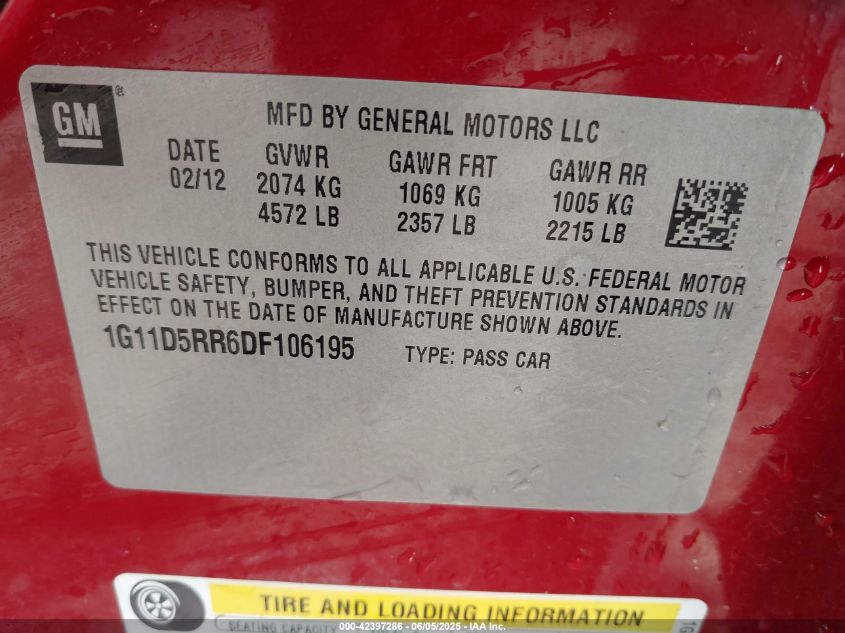 GM ®
MFD BY GENERAL MOTORS LLC
DATE GVWR GAWR FRT GAWR RR
02/12 2074 KG 1069 KG 1005 KG
4572 LB 2357 LB 2215 LB
THIS VEHICLE CONFORMS TO ALL APPLICABLE U.S. FEDERAL MOTOR
VEHICLE SAFETY, BUMPER, AND THEFT PREVENTION STANDARDS IN
EFFECT ON THE DATE OF MANUFACTURE SHOWN ABOVE.
1G11D5RR6DF106195 TYPE: PASS CAR
TIRE AND LOADING INFORMATION
SEATING CAPACITY
000-42397286 - 06/05/2025 - IAA Inc.